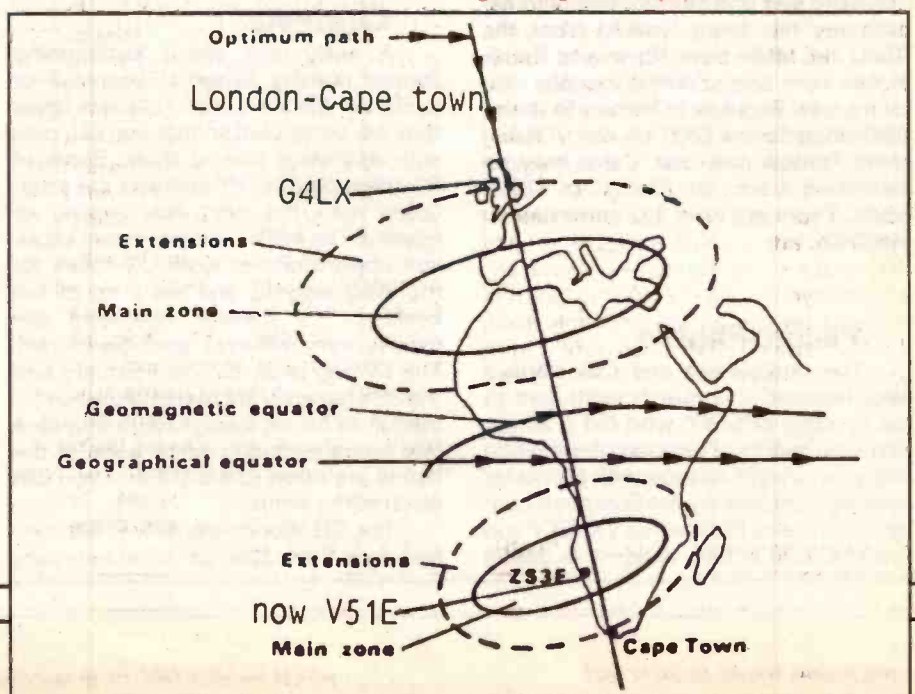 Optimum path
London-Cape town
G4LX
Extensions
Main zone
Geomagnetic equator
Geographical equator
Extensions
ZS3E
now V51E
Main zone
Cape Town